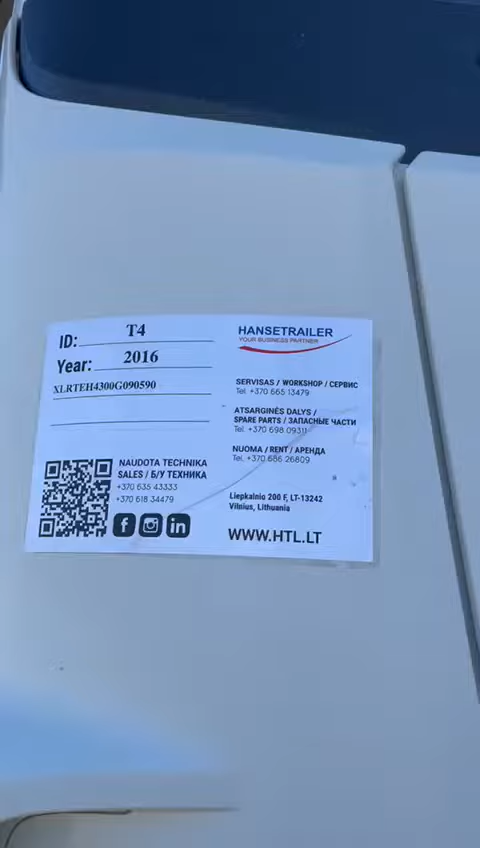 ID: T4
Year: 2016
XLRTEH4300G090590
HANSETRAILER
YOUR BUSINESS PARTNER
SERVISAS / WORKSHOP / СЕРВИС
Tel. +370 665 13479
ATSARGINĖS DALYS /
SPARE PARTS / ЗАПАСНЫЕ ЧАСТИ
Tel. +370 698 09311
NUOMA / RENT / АРЕНДА
Tel. +370 686 26809
NAUDOTA TECHNIKA
SALES / Б/У ТЕХНИКА
+370 635 43333
+370 618 34479
Liepkalnio 200 F, LT-13242
Vilnius, Lithuania
WWW.HTL.LT